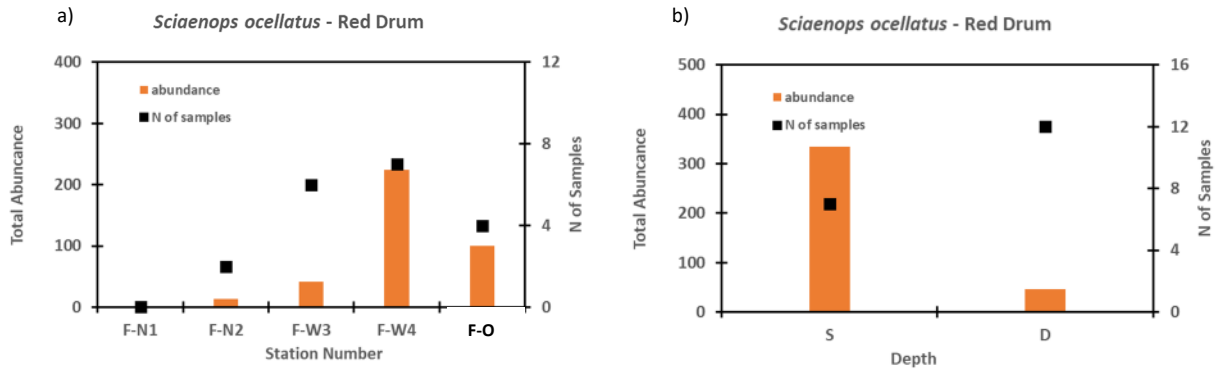 a)
Sciaenops ocellatus - Red Drum
400
300
200
100
0
Total Abuncance
abundance
N of samples
12
8
4
0
N of Samples
F-N1 F-N2 F-W3 F-W4 F-O
Station Number
b)
Sciaenops ocellatus - Red Drum
500
400
300
200
100
0
Total Abuncance
abundance
N of samples
16
12
8
4
0
N of Samples
S D
Depth